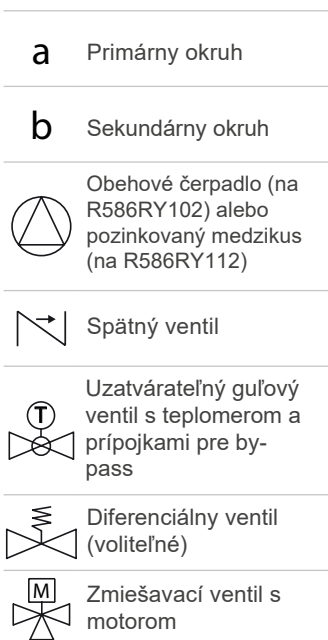 a Primárny okruh
b Sekundárny okruh
Obehové čerpadlo (na
R586RY102) alebo
pozinkovaný medzikus
(na R586RY112)
Spätný ventil
Uzatvárateľný guľový
T ventil s teplomerom a
prípojkami pre by-
pass
Diferenciálny ventil
(voliteľné)
M Zmiešavací ventil s
motorom